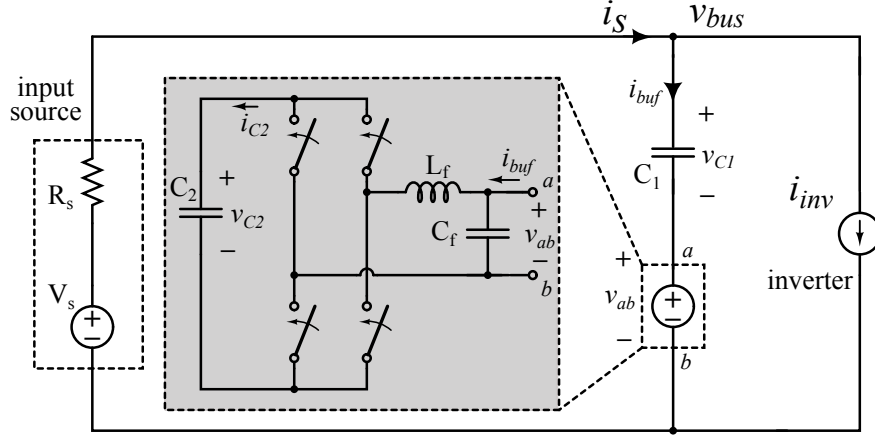 i_S
v_bus
input
source
i_buf
+
i_C2
v_C1
C_1
−
L_f
i_buf
a
R_s
C_2
+
+
v_C2
C_f
v_ab
i_inv
−
−
b
+
a
inverter
V_s
+
−
v_ab
+
−
−
b